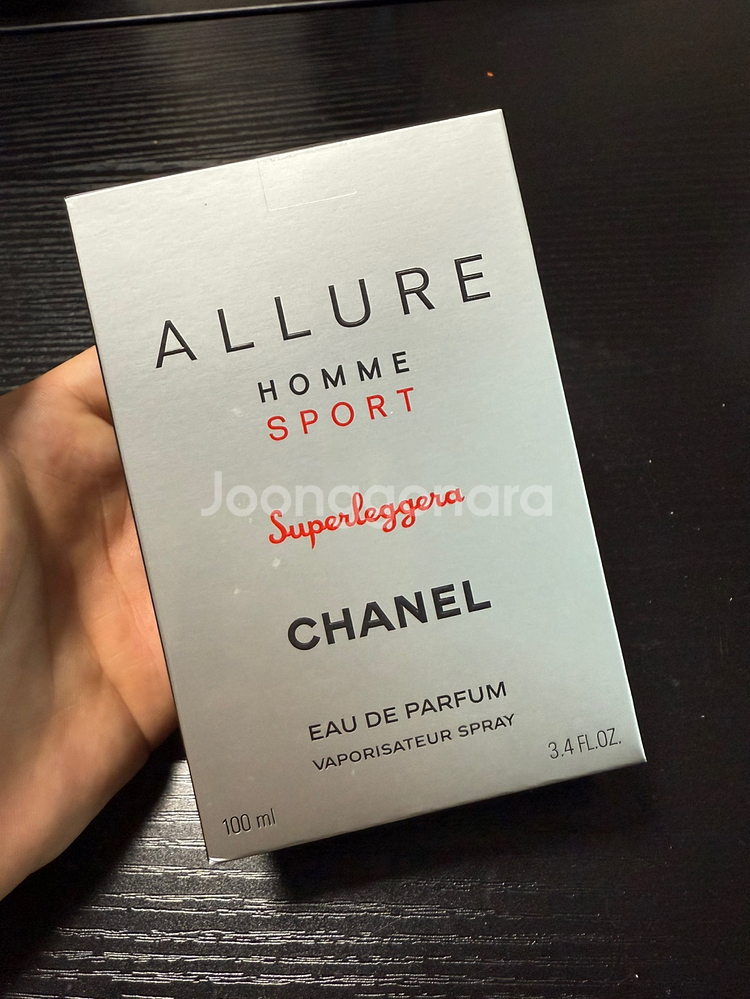 ALLURE
HOMME
SPORT
Joonggonara
Superleggera
CHANEL
EAU DE PARFUM
VAPORISATEUR SPRAY
3.4 FL.OZ.
100 ml